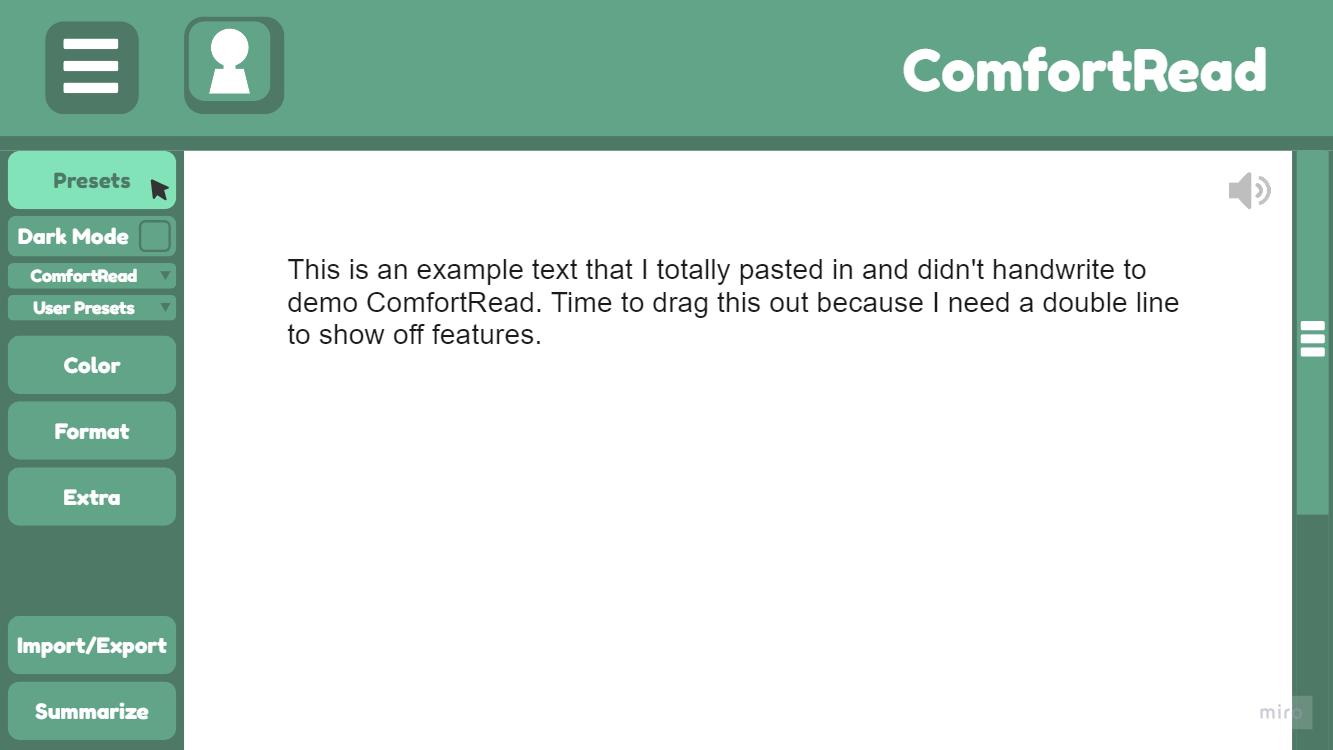 ComfortRead
Presets
Dark Mode
ComfortRead
User Presets
Color
Format
Extra
Import/Export
Summarize
This is an example text that I totally pasted in and didn't handwrite to
demo ComfortRead. Time to drag this out because I need a double line
to show off features.
miro